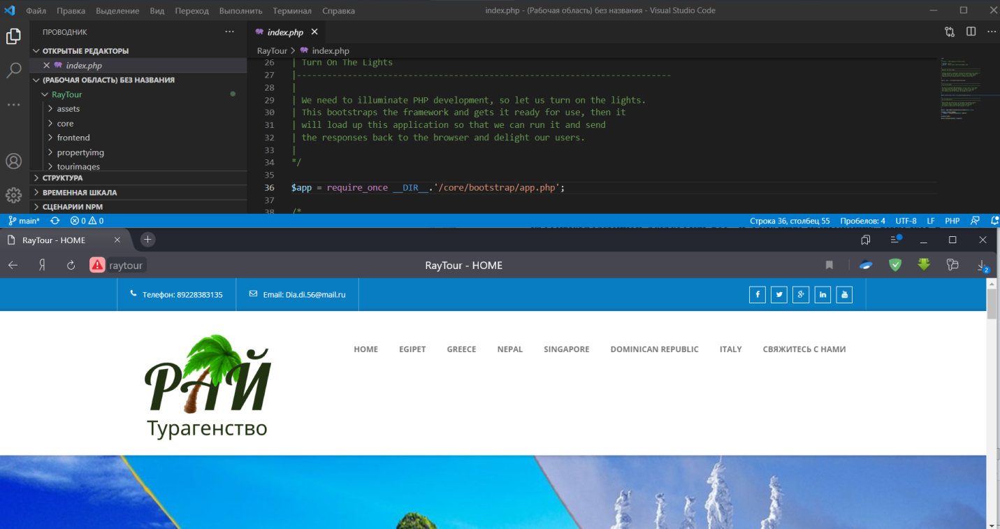 Файл Правка Выделение Вид Переход Выполнить Терминал Справка index.php - (Рабочая область) без названия - Visual Studio Code
ПРОВОДНИК
ОТКРЫТЫЕ РЕДАКТОРЫ
index.php
(РАБОЧАЯ ОБЛАСТЬ) БЕЗ НАЗВАНИЯ
RayTour
assets
core
frontend
propertyimg
tourimages
СТРУКТУРА
ВРЕМЕННАЯ ШКАЛА
СЦЕНАРИИ NPM
index.php
RayTour > index.php
26 | Turn On The Lights
27 |--------------------------------------------------------------------------
28 |
29 | We need to illuminate PHP development, so let us turn on the lights.
30 | This bootstraps the framework and gets it ready for use, then it
31 | will load up this application so that we can run it and send
32 | the responses back to the browser and delight our users.
33 |
34 */
35
36 $app = require_once __DIR__.'/core/bootstrap/app.php';
37
38 /*
main* 0 0 Строка 36, столбец 55 Пробелов: 4 UTF-8 LF PHP
RayTour - HOME
raytour RayTour - HOME 2
Телефон: 89228383135 Email: Dia.di.56@mail.ru
HOME EGIPET GREECE NEPAL SINGAPORE DOMINICAN REPUBLIC ITALY СВЯЖИТЕСЬ С НАМИ
РАЙ
Турагенство